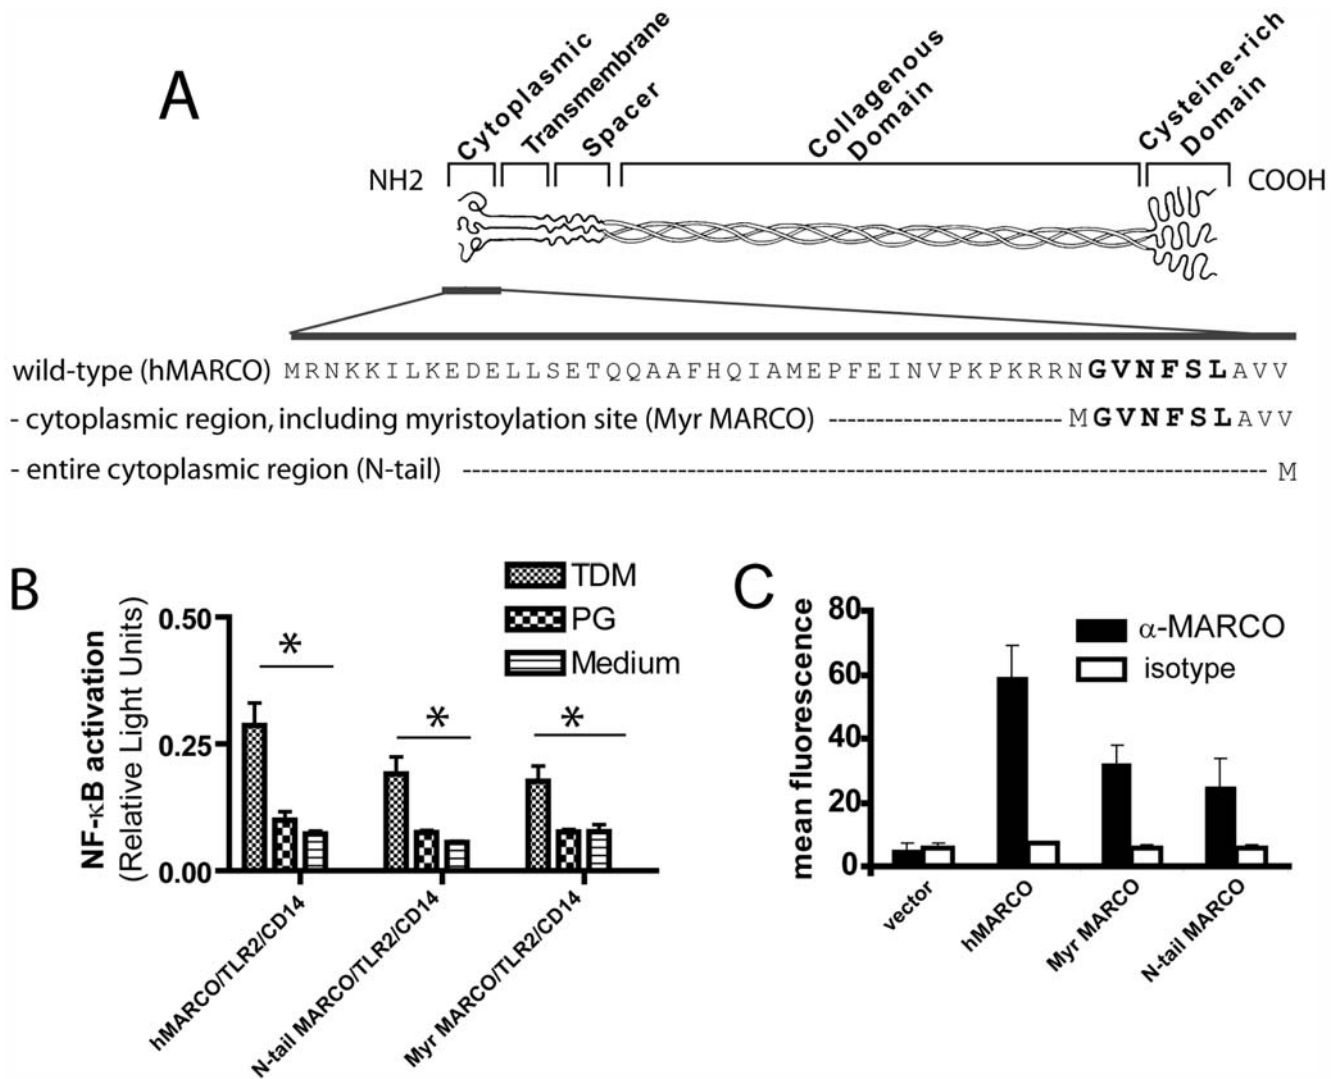 A
Cytoplasmic
Transmembrane
Spacer
Collagenous
Domain
Cysteine-rich
Domain
NH2
COOH
wild-type (hMARCO) MRNKKILKEDELLSETQQAAFHQIAMEPFEINVPKPKRRNGVNFSLAVV
- cytoplasmic region, including myristoylation site (Myr MARCO) ---------------------- MGVNFSLAVV
- entire cytoplasmic region (N-tail) ------------------------------------------------------------ M
B
NF-κB activation
(Relative Light Units)
0.50
0.25
0.00
TDM
PG
Medium
*
*
*
hMARCO/TLR2/CD14
N-tail MARCO/TLR2/CD14
Myr MARCO/TLR2/CD14
C
mean fluorescence
80
60
40
20
0
α-MARCO
isotype
vector
hMARCO
Myr MARCO
N-tail MARCO